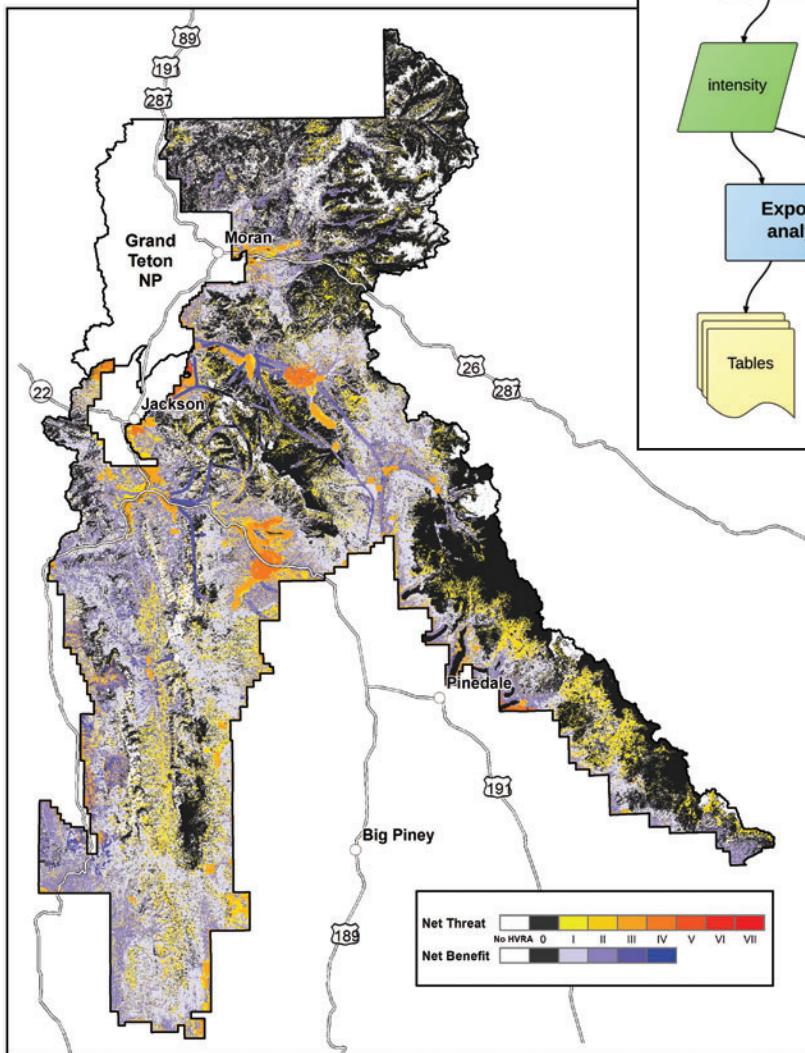 89
191
287
Moran
Grand
Teton
NP
26
287
22
Jackson
Pinedale
191
Big Piney
189
Net Threat
No HVRA 0 I II III IV V VI VII
Net Benefit
intensity
Tables